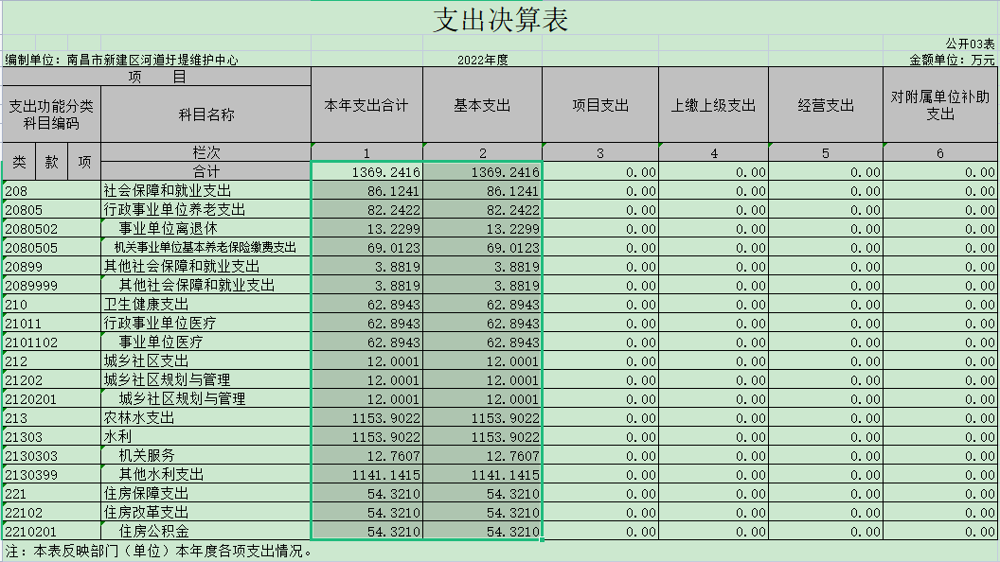 支出决算表
公开03表
编制单位：南昌市新建区河道圩堤维护中心 2022年度 金额单位：万元
项 目 本年支出合计 基本支出 项目支出 上缴上级支出 经营支出 对附属单位补助支出
支出功能分类科目编码 科目名称
类 款 项 栏次 1 2 3 4 5 6
合计 1369.2416 1369.2416 0.00 0.00 0.00 0.00
208 社会保障和就业支出 86.1241 86.1241 0.00 0.00 0.00 0.00
20805 行政事业单位养老支出 82.2422 82.2422 0.00 0.00 0.00 0.00
2080502 事业单位离退休 13.2299 13.2299 0.00 0.00 0.00 0.00
2080505 机关事业单位基本养老保险缴费支出 69.0123 69.0123 0.00 0.00 0.00 0.00
20899 其他社会保障和就业支出 3.8819 3.8819 0.00 0.00 0.00 0.00
2089999 其他社会保障和就业支出 3.8819 3.8819 0.00 0.00 0.00 0.00
210 卫生健康支出 62.8943 62.8943 0.00 0.00 0.00 0.00
21011 行政事业单位医疗 62.8943 62.8943 0.00 0.00 0.00 0.00
2101102 事业单位医疗 62.8943 62.8943 0.00 0.00 0.00 0.00
212 城乡社区支出 12.0001 12.0001 0.00 0.00 0.00 0.00
21202 城乡社区规划与管理 12.0001 12.0001 0.00 0.00 0.00 0.00
2120201 城乡社区规划与管理 12.0001 12.0001 0.00 0.00 0.00 0.00
213 农林水支出 1153.9022 1153.9022 0.00 0.00 0.00 0.00
21303 水利 1153.9022 1153.9022 0.00 0.00 0.00 0.00
2130303 机关服务 12.7607 12.7607 0.00 0.00 0.00 0.00
2130399 其他水利支出 1141.1415 1141.1415 0.00 0.00 0.00 0.00
221 住房保障支出 54.3210 54.3210 0.00 0.00 0.00 0.00
22102 住房改革支出 54.3210 54.3210 0.00 0.00 0.00 0.00
2210201 住房公积金 54.3210 54.3210 0.00 0.00 0.00 0.00
注：本表反映部门（单位）本年度各项支出情况。